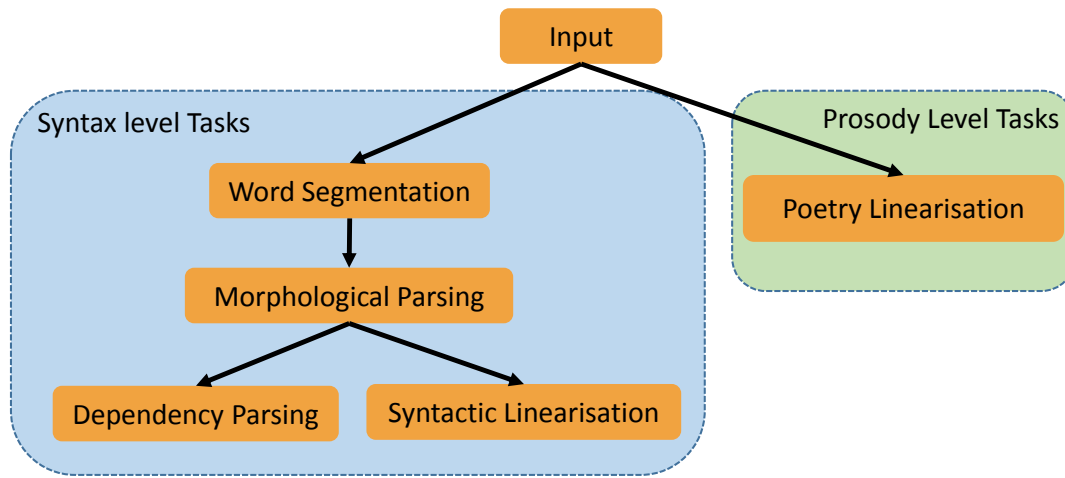 Input
Syntax level Tasks
Prosody Level Tasks
Word Segmentation
Poetry Linearisation
Morphological Parsing
Dependency Parsing
Syntactic Linearisation